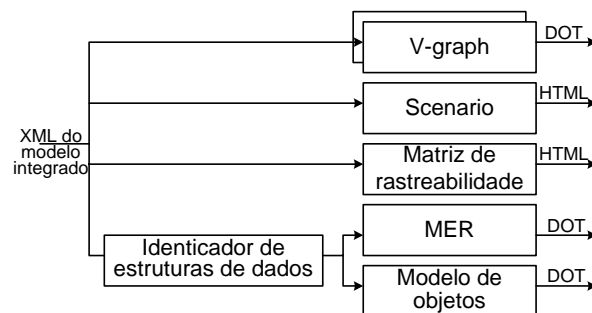 V-graph
DOT
Scenario
HTML
XML do
modelo
integrado
Matriz de
rastreabilidade
HTML
Identicador de
estruturas de dados
MER
DOT
Modelo de
objetos
DOT